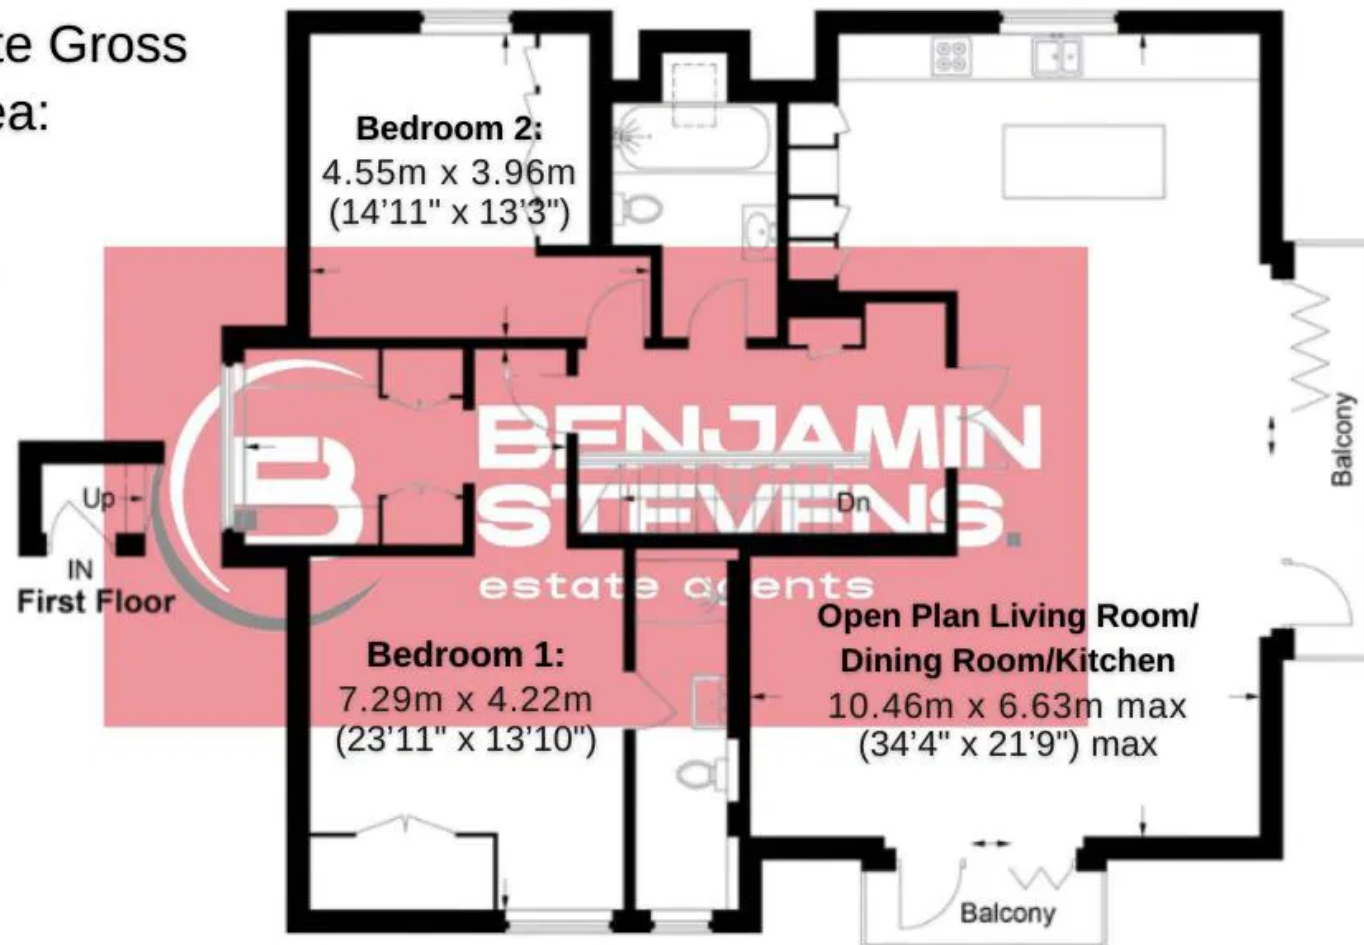 te Gross
ea:
Bedroom 2:
4.55m x 3.96m
(14’11" x 13’3")
Balcony
BENJAMIN
STEVENS.
estate agents
Up
Dn
IN
First Floor
Bedroom 1:
7.29m x 4.22m
(23’11" x 13’10")
Open Plan Living Room/
Dining Room/Kitchen
10.46m x 6.63m max
(34’4" x 21’9") max
Balcony